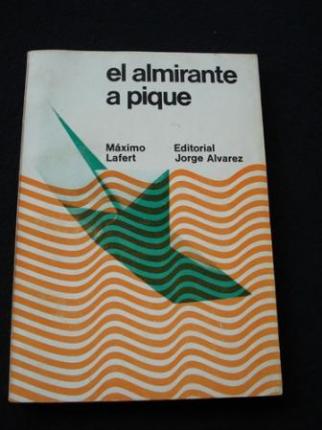 el almirante
a pique
Máximo Lafert
Editorial Jorge Alvarez